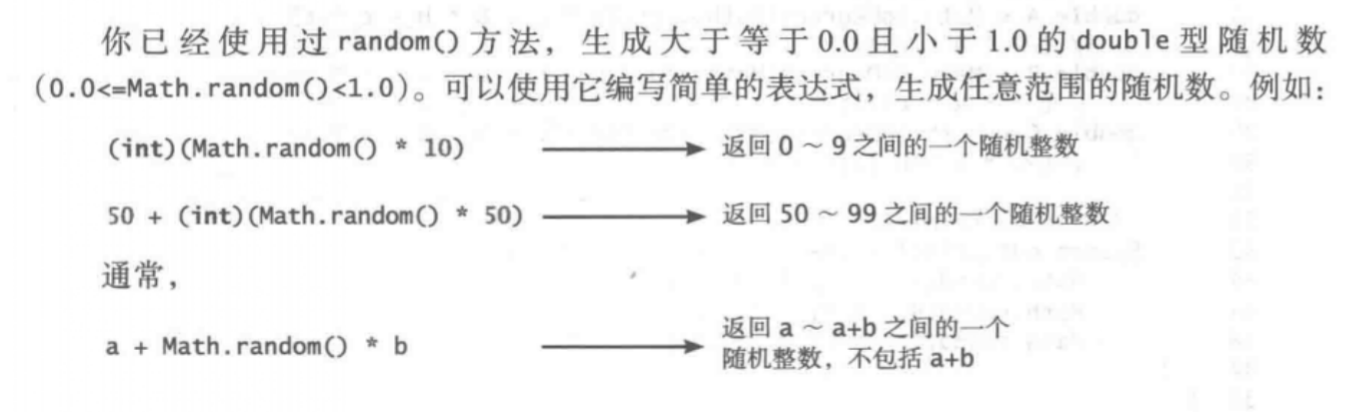 你已经使用过 random() 方法，生成大于等于 0.0 且小于 1.0 的 double 型随机数
(0.0<=Math.random()<1.0)。可以使用它编写简单的表达式，生成任意范围的随机数。例如：
(int)(Math.random() * 10) 返回 0 ~ 9 之间的一个随机整数
50 + (int)(Math.random() * 50) 返回 50 ~ 99 之间的一个随机整数
通常，
a + Math.random() * b 返回 a ~ a+b 之间的一个
随机整数，不包括 a+b